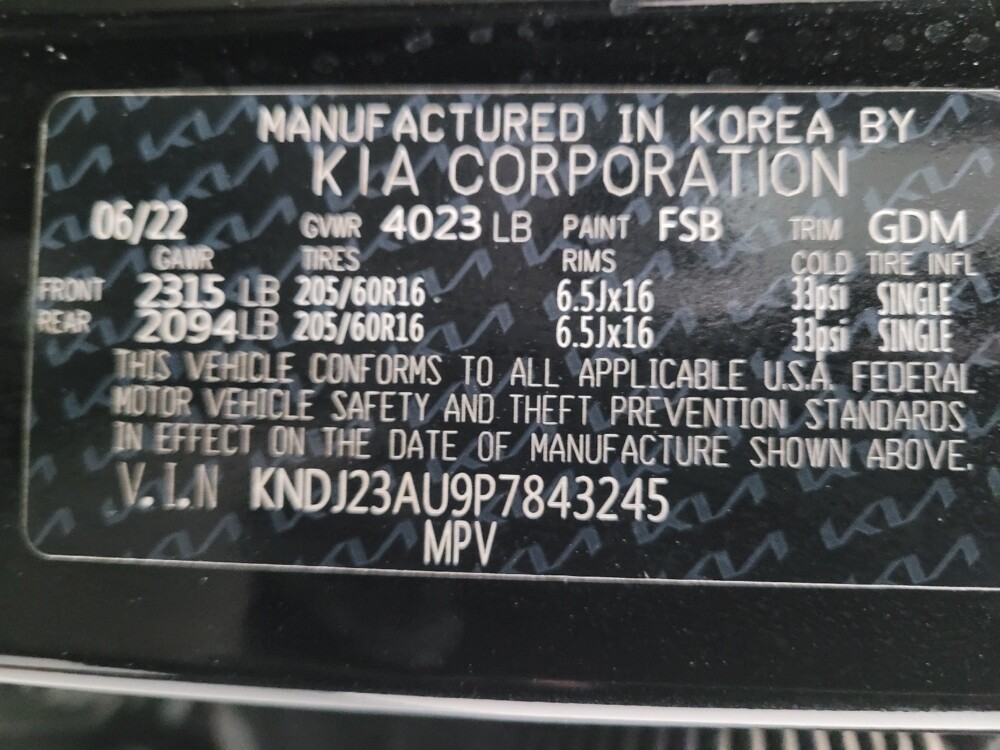 MANUFACTURED IN KOREA BY
KIA CORPORATION
06/22 GVWR 4023 LB PAINT FSB TRIM GDM
GAWR TIRES RIMS COLD TIRE INFL
FRONT 2315 LB 205/60R16 6.5Jx16 33psi SINGLE
REAR 2094 LB 205/60R16 6.5Jx16 33psi SINGLE
THIS VEHICLE CONFORMS TO ALL APPLICABLE U.S.A. FEDERAL
MOTOR VEHICLE SAFETY AND THEFT PREVENTION STANDARDS
IN EFFECT ON THE DATE OF MANUFACTURE SHOWN ABOVE.
V.I.N KNDJ23AU9P7843245
MPV